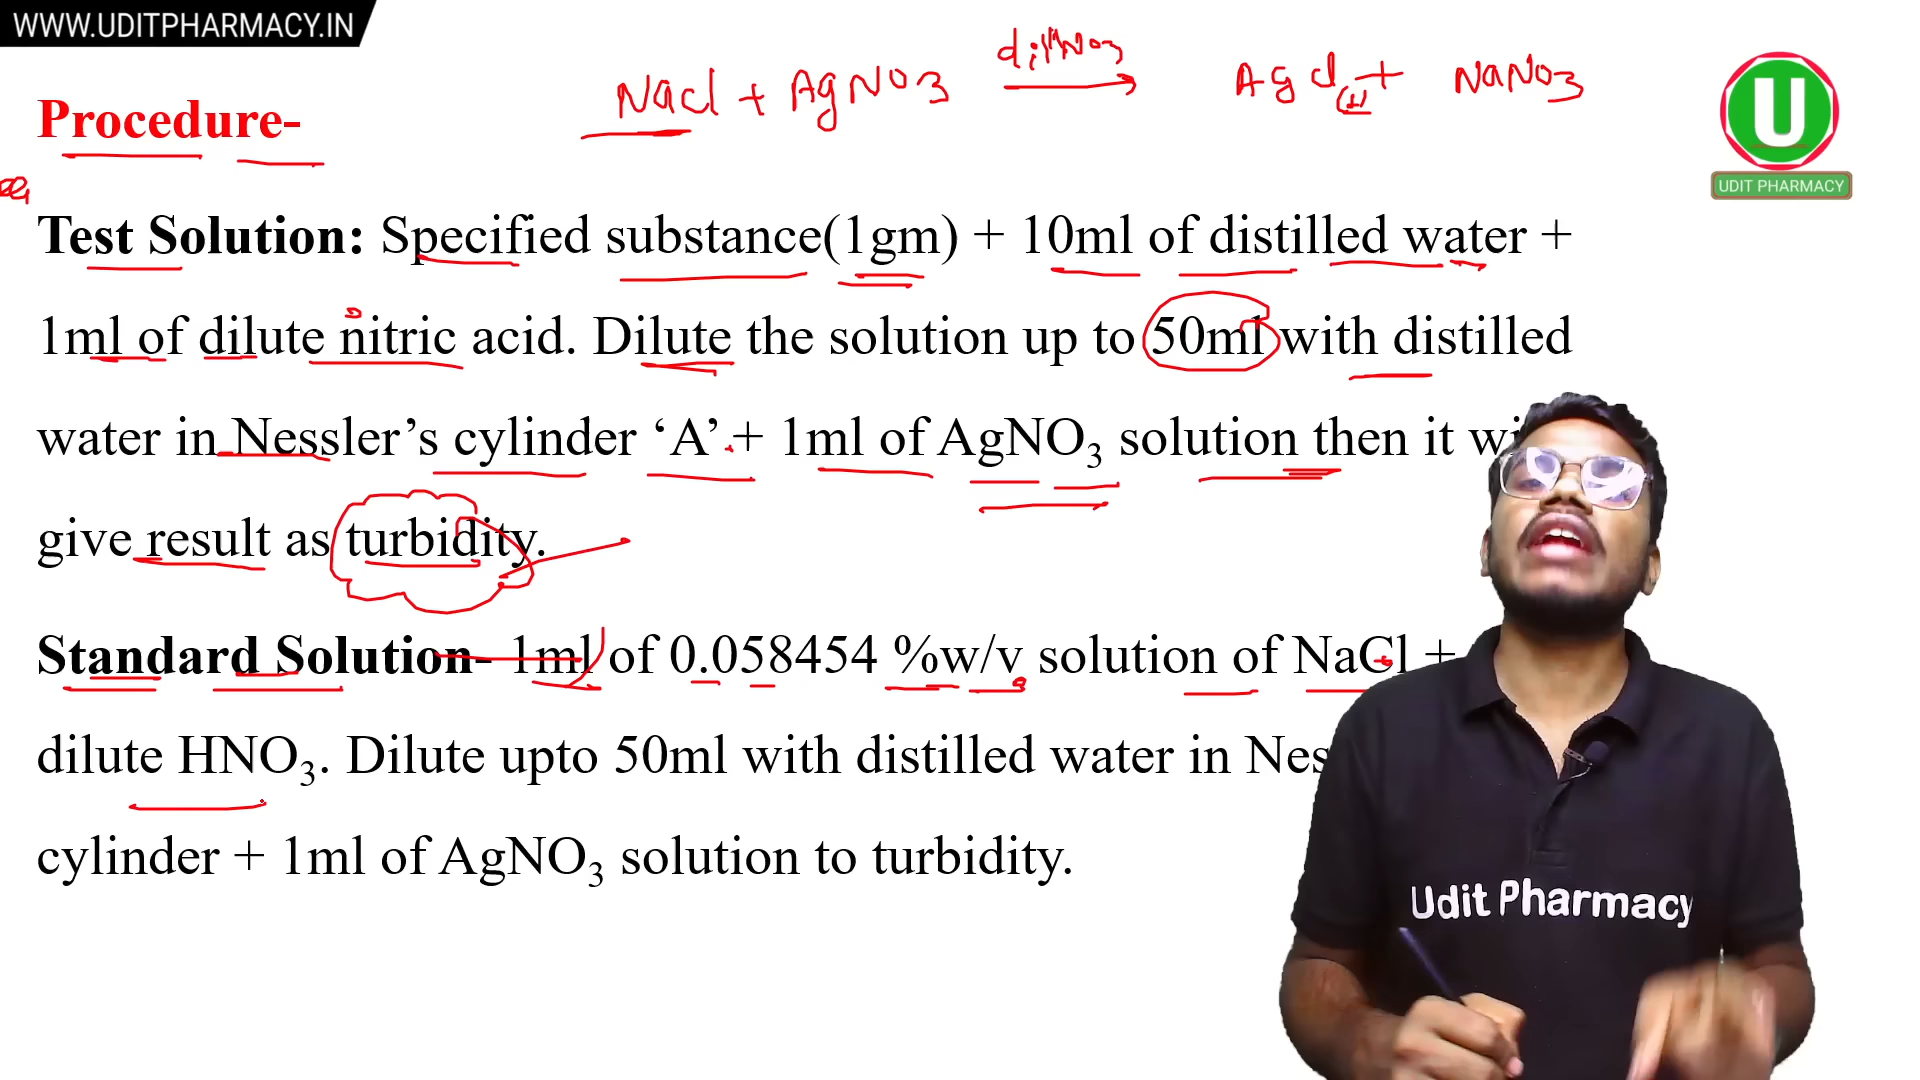 WWW.UDITPHARMACY.IN
NaCl + AgNO3 dil HNO3 AgCl + NaNO3
Procedure-
U
UDIT PHARMACY
Test Solution: Specified substance(1gm) + 10ml of distilled water +
1ml of dilute nitric acid. Dilute the solution up to 50ml with distilled
water in Nessler’s cylinder ‘A’ + 1ml of AgNO3 solution then it wi
give result as turbidity.
Standard Solution- 1ml of 0.058454 %w/v solution of NaCl +
dilute HNO3. Dilute upto 50ml with distilled water in Nes
cylinder + 1ml of AgNO3 solution to turbidity.
Udit Pharmacy